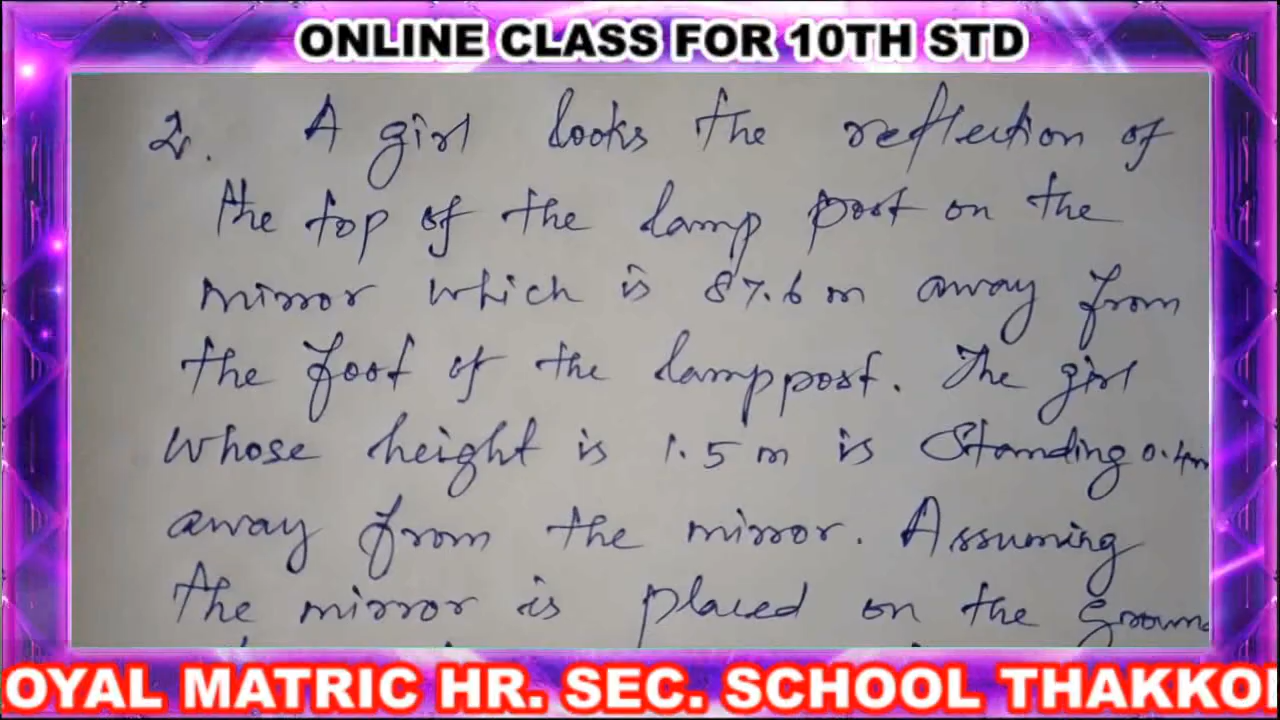 ONLINE CLASS FOR 10TH STD
2. A girl looks the reflection of
the top of the lamp post on the
mirror which is 87.6 m away from
the foot of the lamppost. The girl
whose height is 1.5 m is Standing 0.4m
away from the mirror. Assuming
the mirror is placed on the groun
OYAL MATRIC HR. SEC. SCHOOL THAKKO